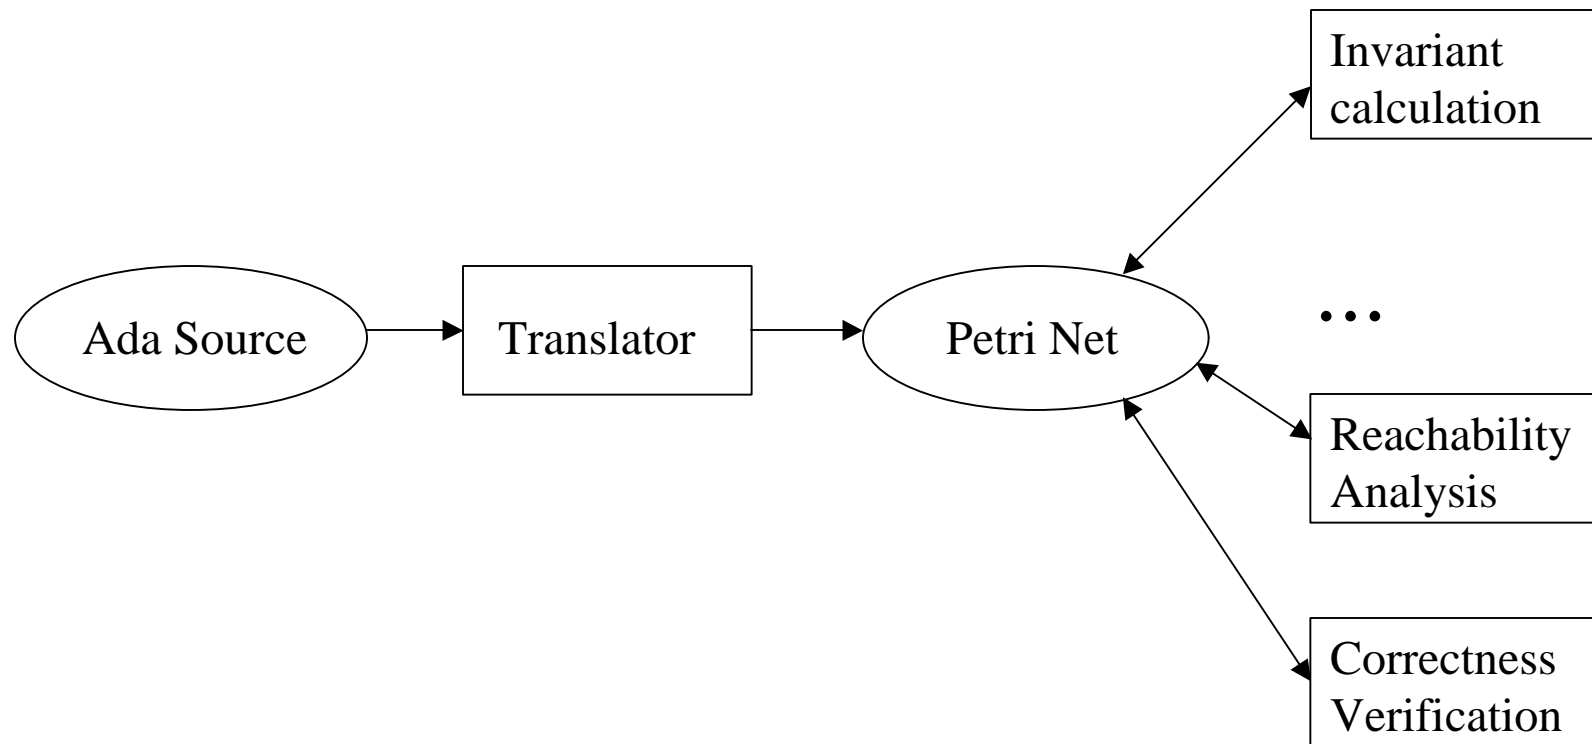 Invariant
calculation
Ada Source
Translator
Petri Net
...
Reachability
Analysis
Correctness
Verification